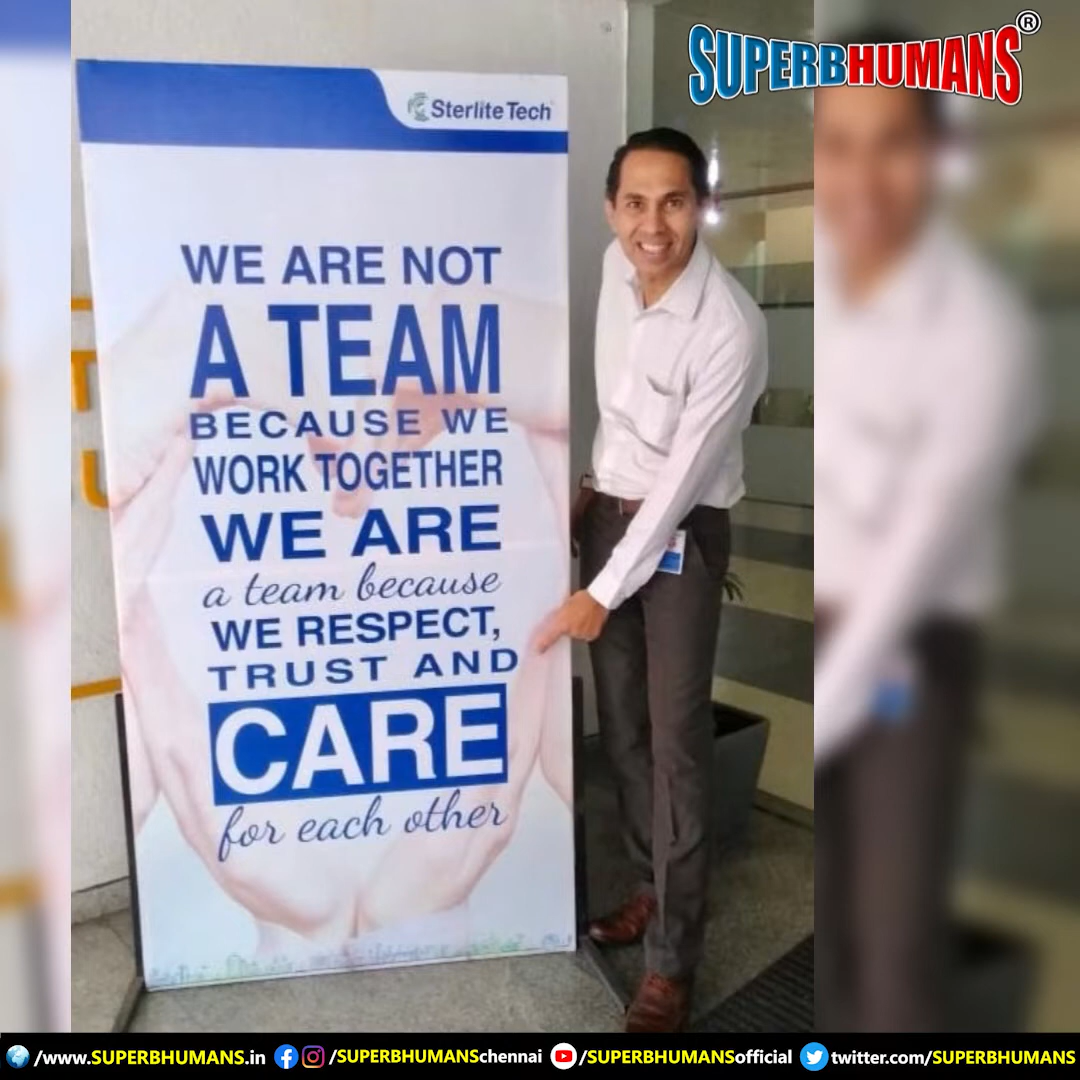 SUPERBHUMANS®
Sterlite Tech
WE ARE NOT
A TEAM
BECAUSE WE
WORK TOGETHER
WE ARE
a team because
WE RESPECT,
TRUST AND
CARE
for each other
T
U
/www.SUPERBHUMANS.in /SUPERBHUMANSchennai /SUPERBHUMANSofficial twitter.com/SUPERBHUMANS